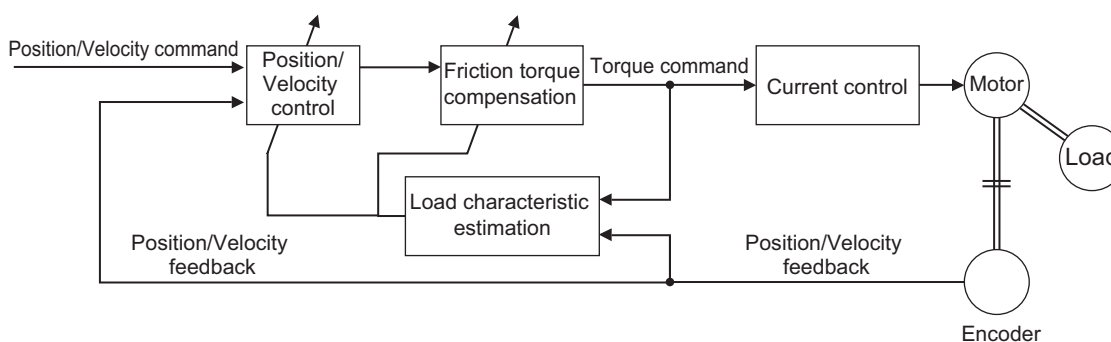 Position/Velocity command
Position/
Velocity
control
Friction torque
compensation
Torque command
Current control
Motor
Load
Load characteristic
estimation
Position/Velocity
feedback
Position/Velocity
feedback
Encoder